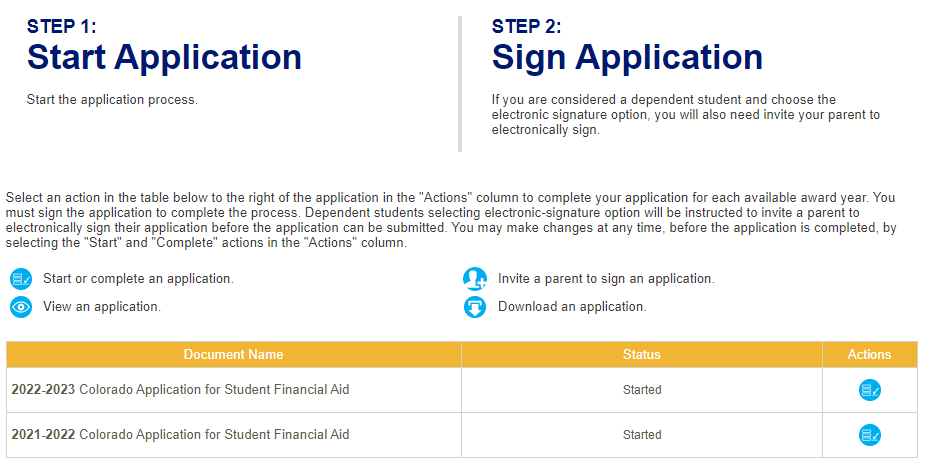 STEP 1:
Start Application
Start the application process.
STEP 2:
Sign Application
If you are considered a dependent student and choose the
electronic signature option, you will also need invite your parent to
electronically sign.
Select an action in the table below to the right of the application in the "Actions" column to complete your application for each available award year. You
must sign the application to complete the process. Dependent students selecting electronic-signature option will be instructed to invite a parent to
electronically sign their application before the application can be submitted. You may make changes at any time, before the application is completed, by
selecting the "Start" and "Complete" actions in the "Actions" column.
Start or complete an application.
Invite a parent to sign an application.
View an application.
Download an application.
Document Name Status Actions
2022-2023 Colorado Application for Student Financial Aid Started
2021-2022 Colorado Application for Student Financial Aid Started